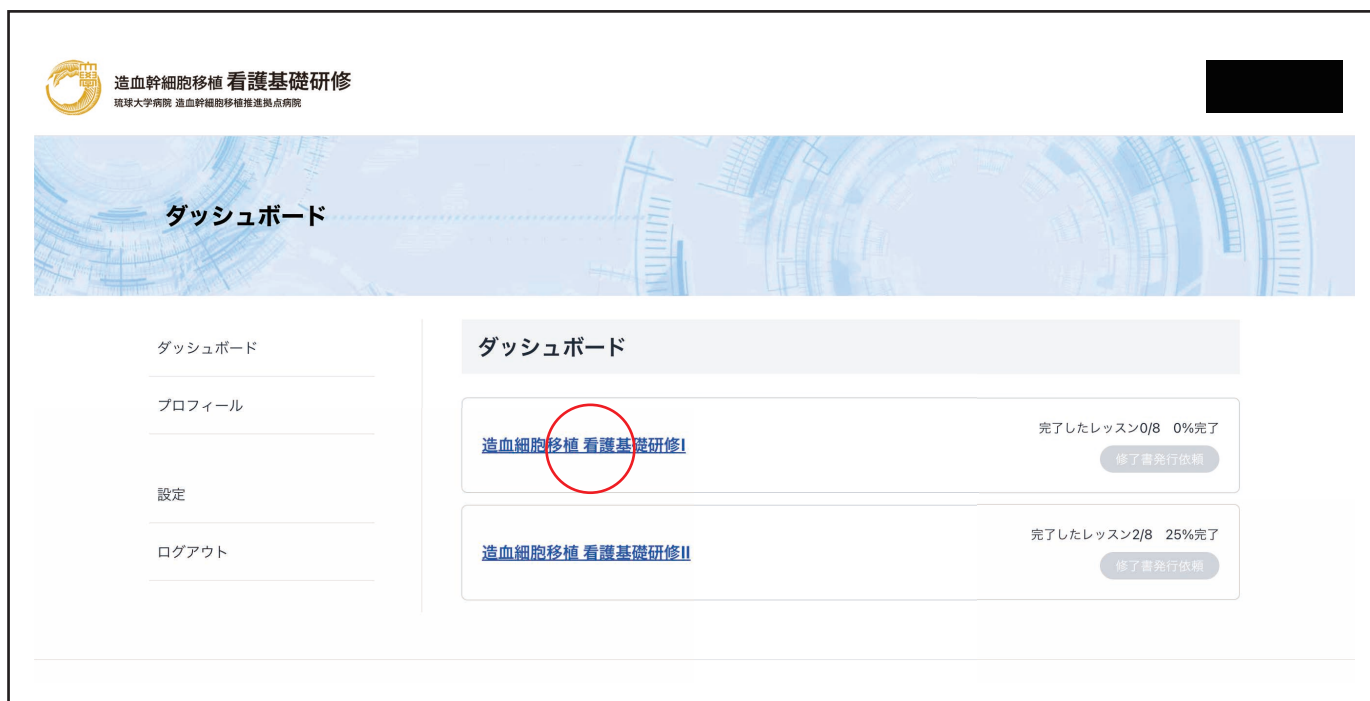 造血幹細胞移植 看護基礎研修
琉球大学病院 造血幹細胞移植推進拠点病院
ダッシュボード
ダッシュボード
プロフィール
設定
ログアウト
ダッシュボード
造血細胞移植 看護基礎研修I
完了したレッスン0/8 0%完了
修了書発行依頼
造血細胞移植 看護基礎研修II
完了したレッスン2/8 25%完了
修了書発行依頼